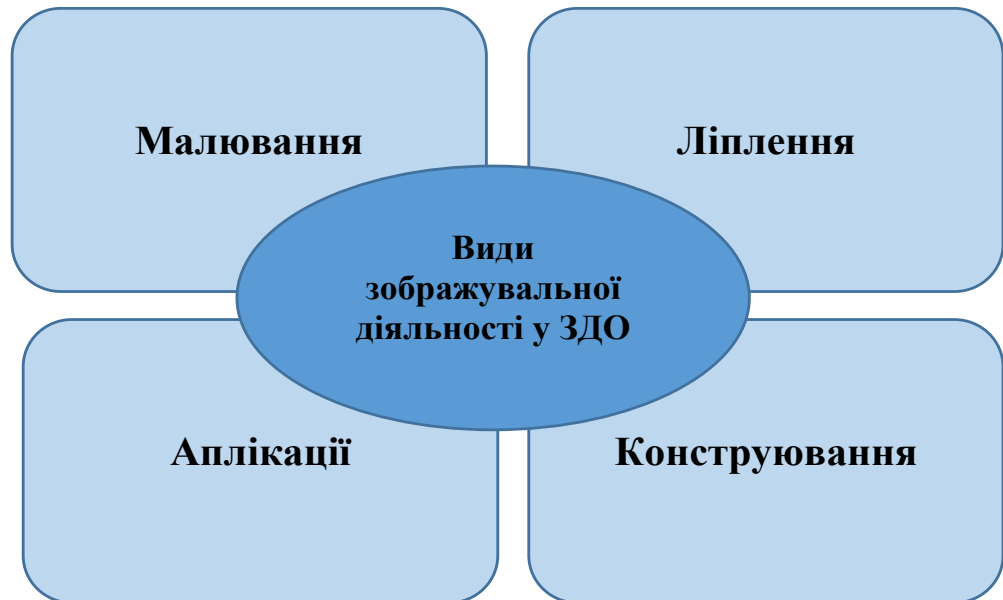 Малювання
Ліплення
Види
зображувальної
діяльності у ЗДО
Аплікації
Конструювання